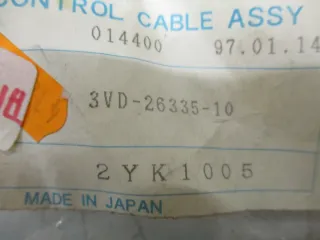 CONTROL CABLE ASSY
014400 97.01.14
3VD-26335-10
2YK1005
MADE IN JAPAN